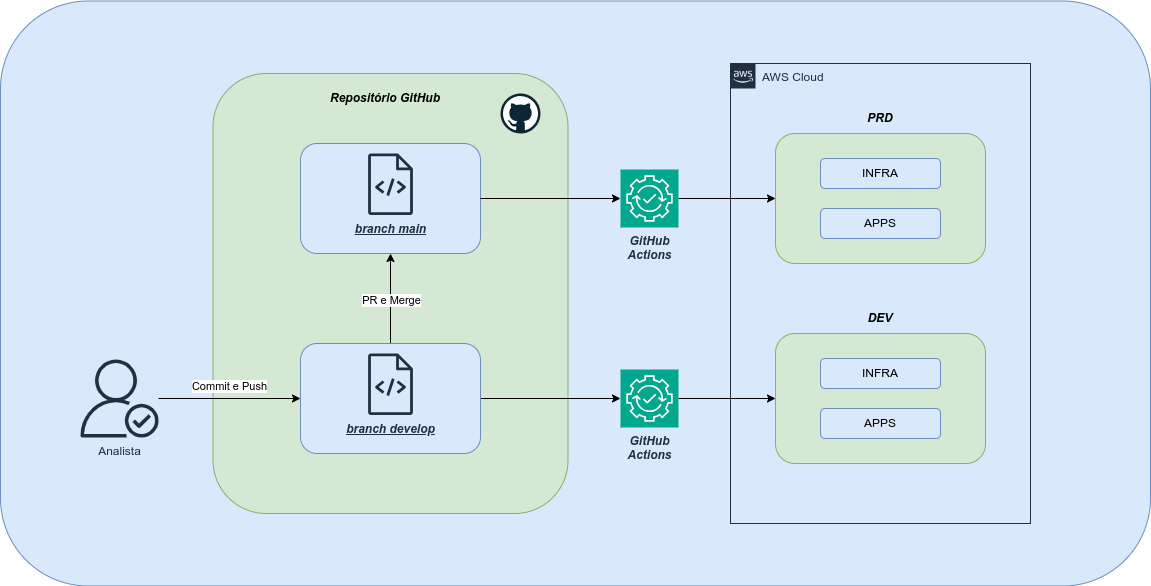 Repositório GitHub
</>
branch main
PR e Merge
</>
branch develop
Commit e Push
Analista
GitHub
Actions
GitHub
Actions
aws
AWS Cloud
PRD
INFRA
APPS
DEV
INFRA
APPS